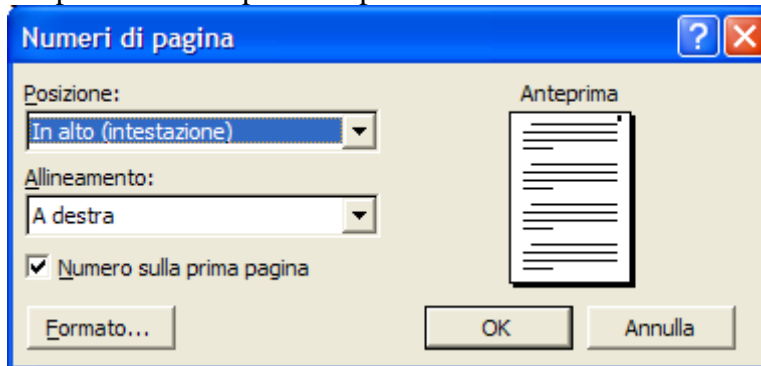 Numeri di pagina
Posizione:
Anteprima
In alto (intestazione)
Allineamento:
A destra
Numero sulla prima pagina
Formato...
OK
Annulla